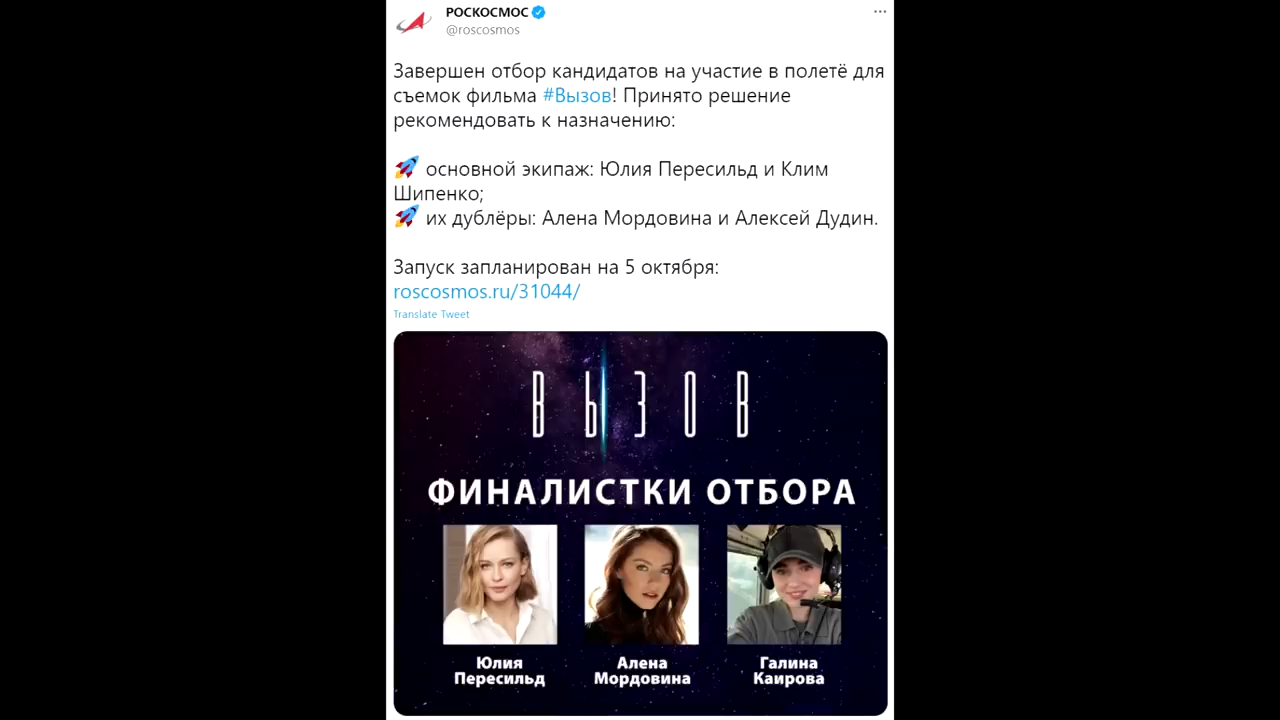 РОСКОСМОС
@roscosmos
Завершен отбор кандидатов на участие в полетё для
съемок фильма #Вызов! Принято решение
рекомендовать к назначению:
основной экипаж: Юлия Пересильд и Клим
Шипенко;
их дублёры: Алена Мордовина и Алексей Дудин.
Запуск запланирован на 5 октября:
roscosmos.ru/31044/
Translate Tweet
ВЫЗОВ
ФИНАЛИСТКИ ОТБОРА
Юлия
Пересильд
Алена
Мордовина
Галина
Каирова